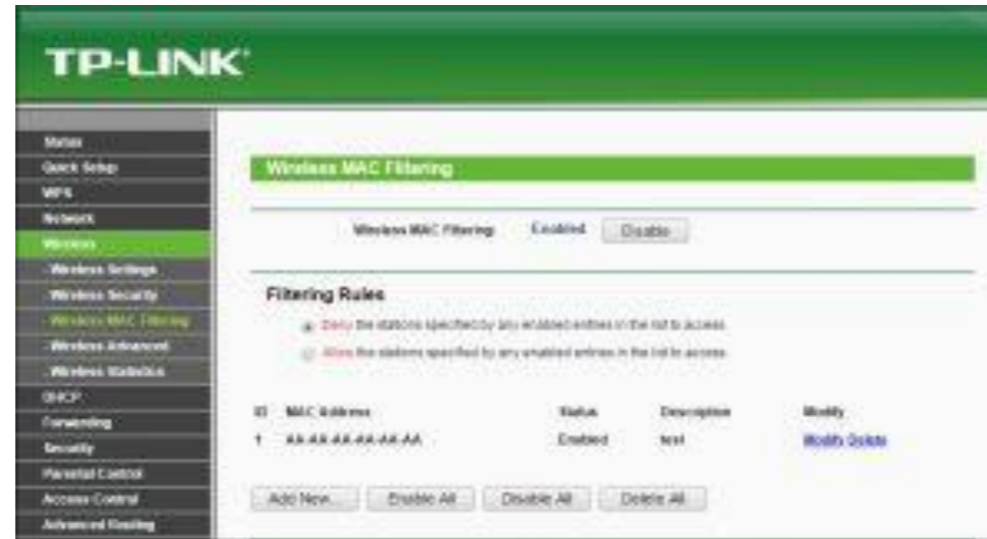 TP-LINK
Status
Quick Setup
WPS
Network
Wireless
- Wireless Settings
- Wireless Security
- Wireless MAC Filtering
- Wireless Advanced
- Wireless Statistics
DHCP
Forwarding
Security
Parental Control
Access Control
Advanced Routing
Wireless MAC Filtering
Wireless MAC Filtering: Enabled Disable
Filtering Rules
Deny the stations specified by any enabled entries in the list to access.
Allow the stations specified by any enabled entries in the list to access.
ID MAC Address Status Description Modify
1 AA-AA-AA-AA-AA-AA Enabled test Modify Delete
Add New... Enable All Disable All Delete All